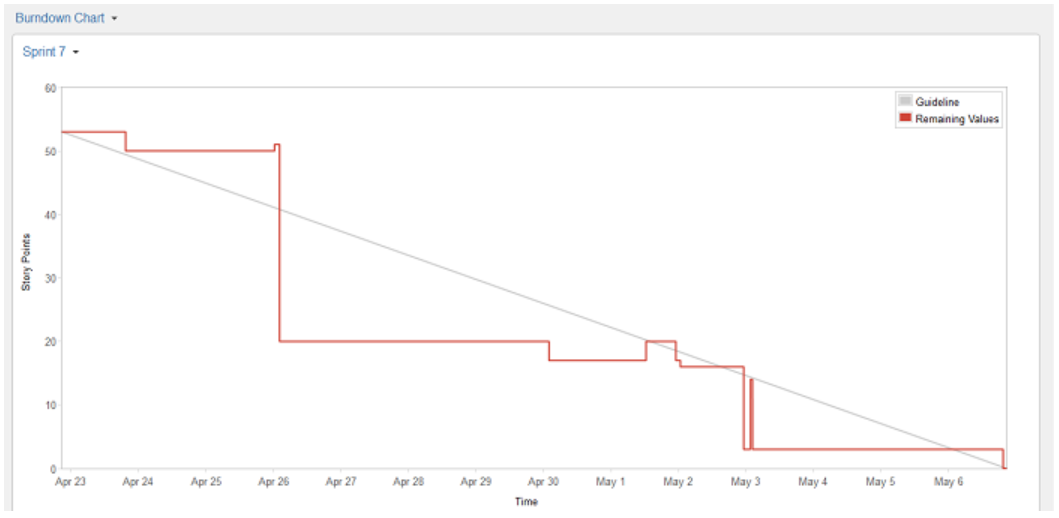 Burndown Chart
Sprint 7
60
50
40
30
20
10
0
Story Points
Guideline
Remaining Values
Apr 23 Apr 24 Apr 25 Apr 26 Apr 27 Apr 28 Apr 29 Apr 30 May 1 May 2 May 3 May 4 May 5 May 6
Time